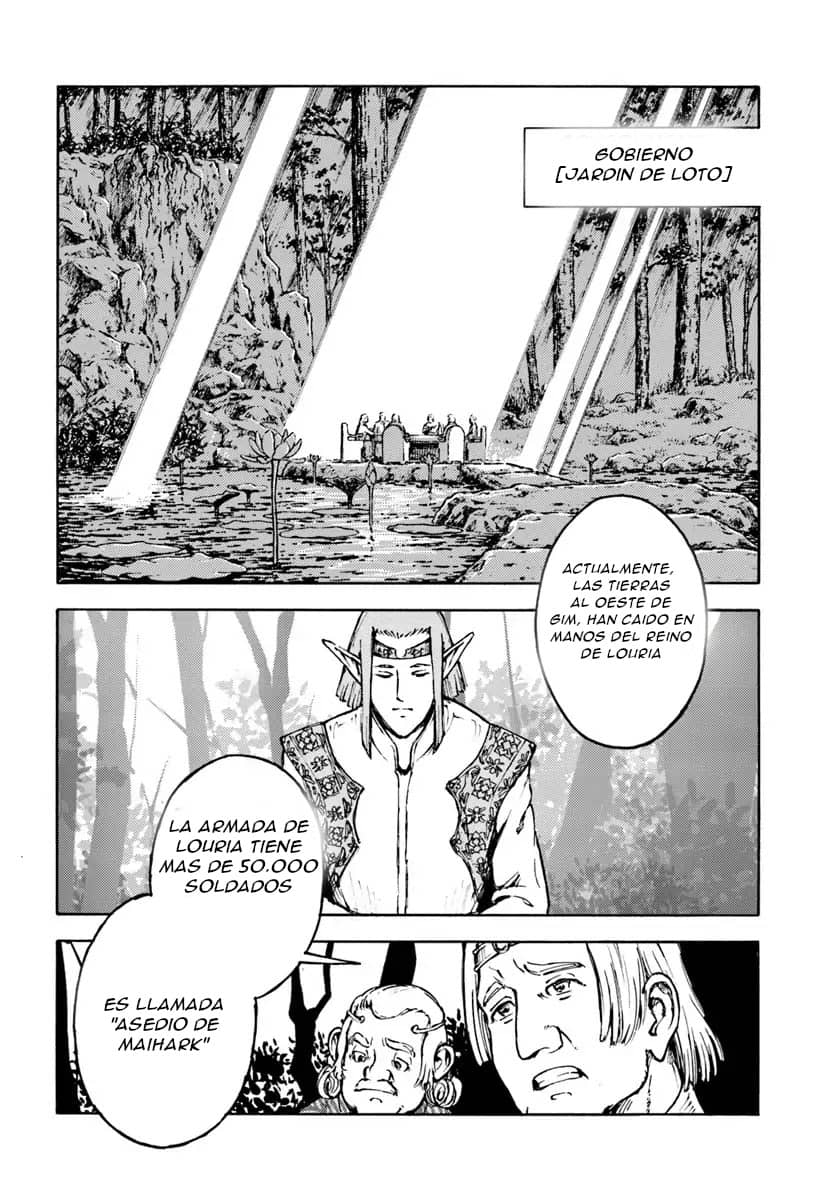 GOBIERNO
[JARDIN DE LOTO]
ACTUALMENTE,
LAS TIERRAS
AL OESTE DE
GIM, HAN CAIDO EN
MANOS DEL REINO
DE LOURIA
LA ARMADA DE
LOURIA TIENE
MAS DE 50.000
SOLDADOS
ES LLAMADA
"ASEDIO DE
MAIHARK"